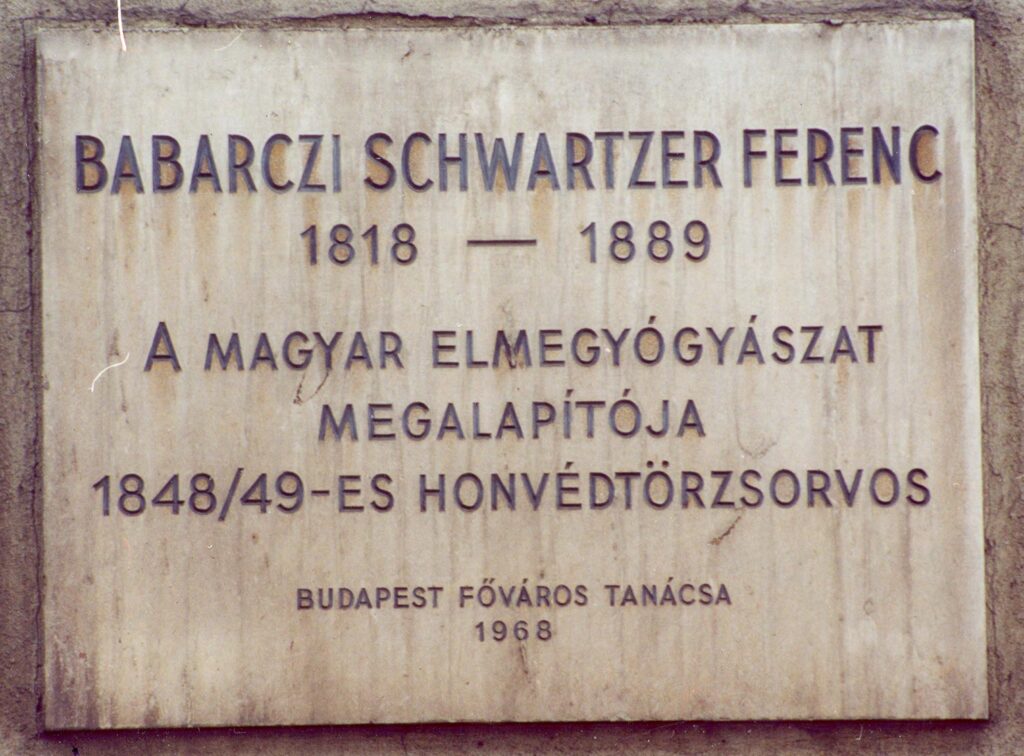 BABARCZI SCHWARTZER FERENC
1818 — 1889
A MAGYAR ELMEGYÓGYÁSZAT
MEGALAPÍTÓJA
1848/49-ES HONVÉDTÖRZSORVOS
BUDAPEST FŐVÁROS TANÁCSA
1968